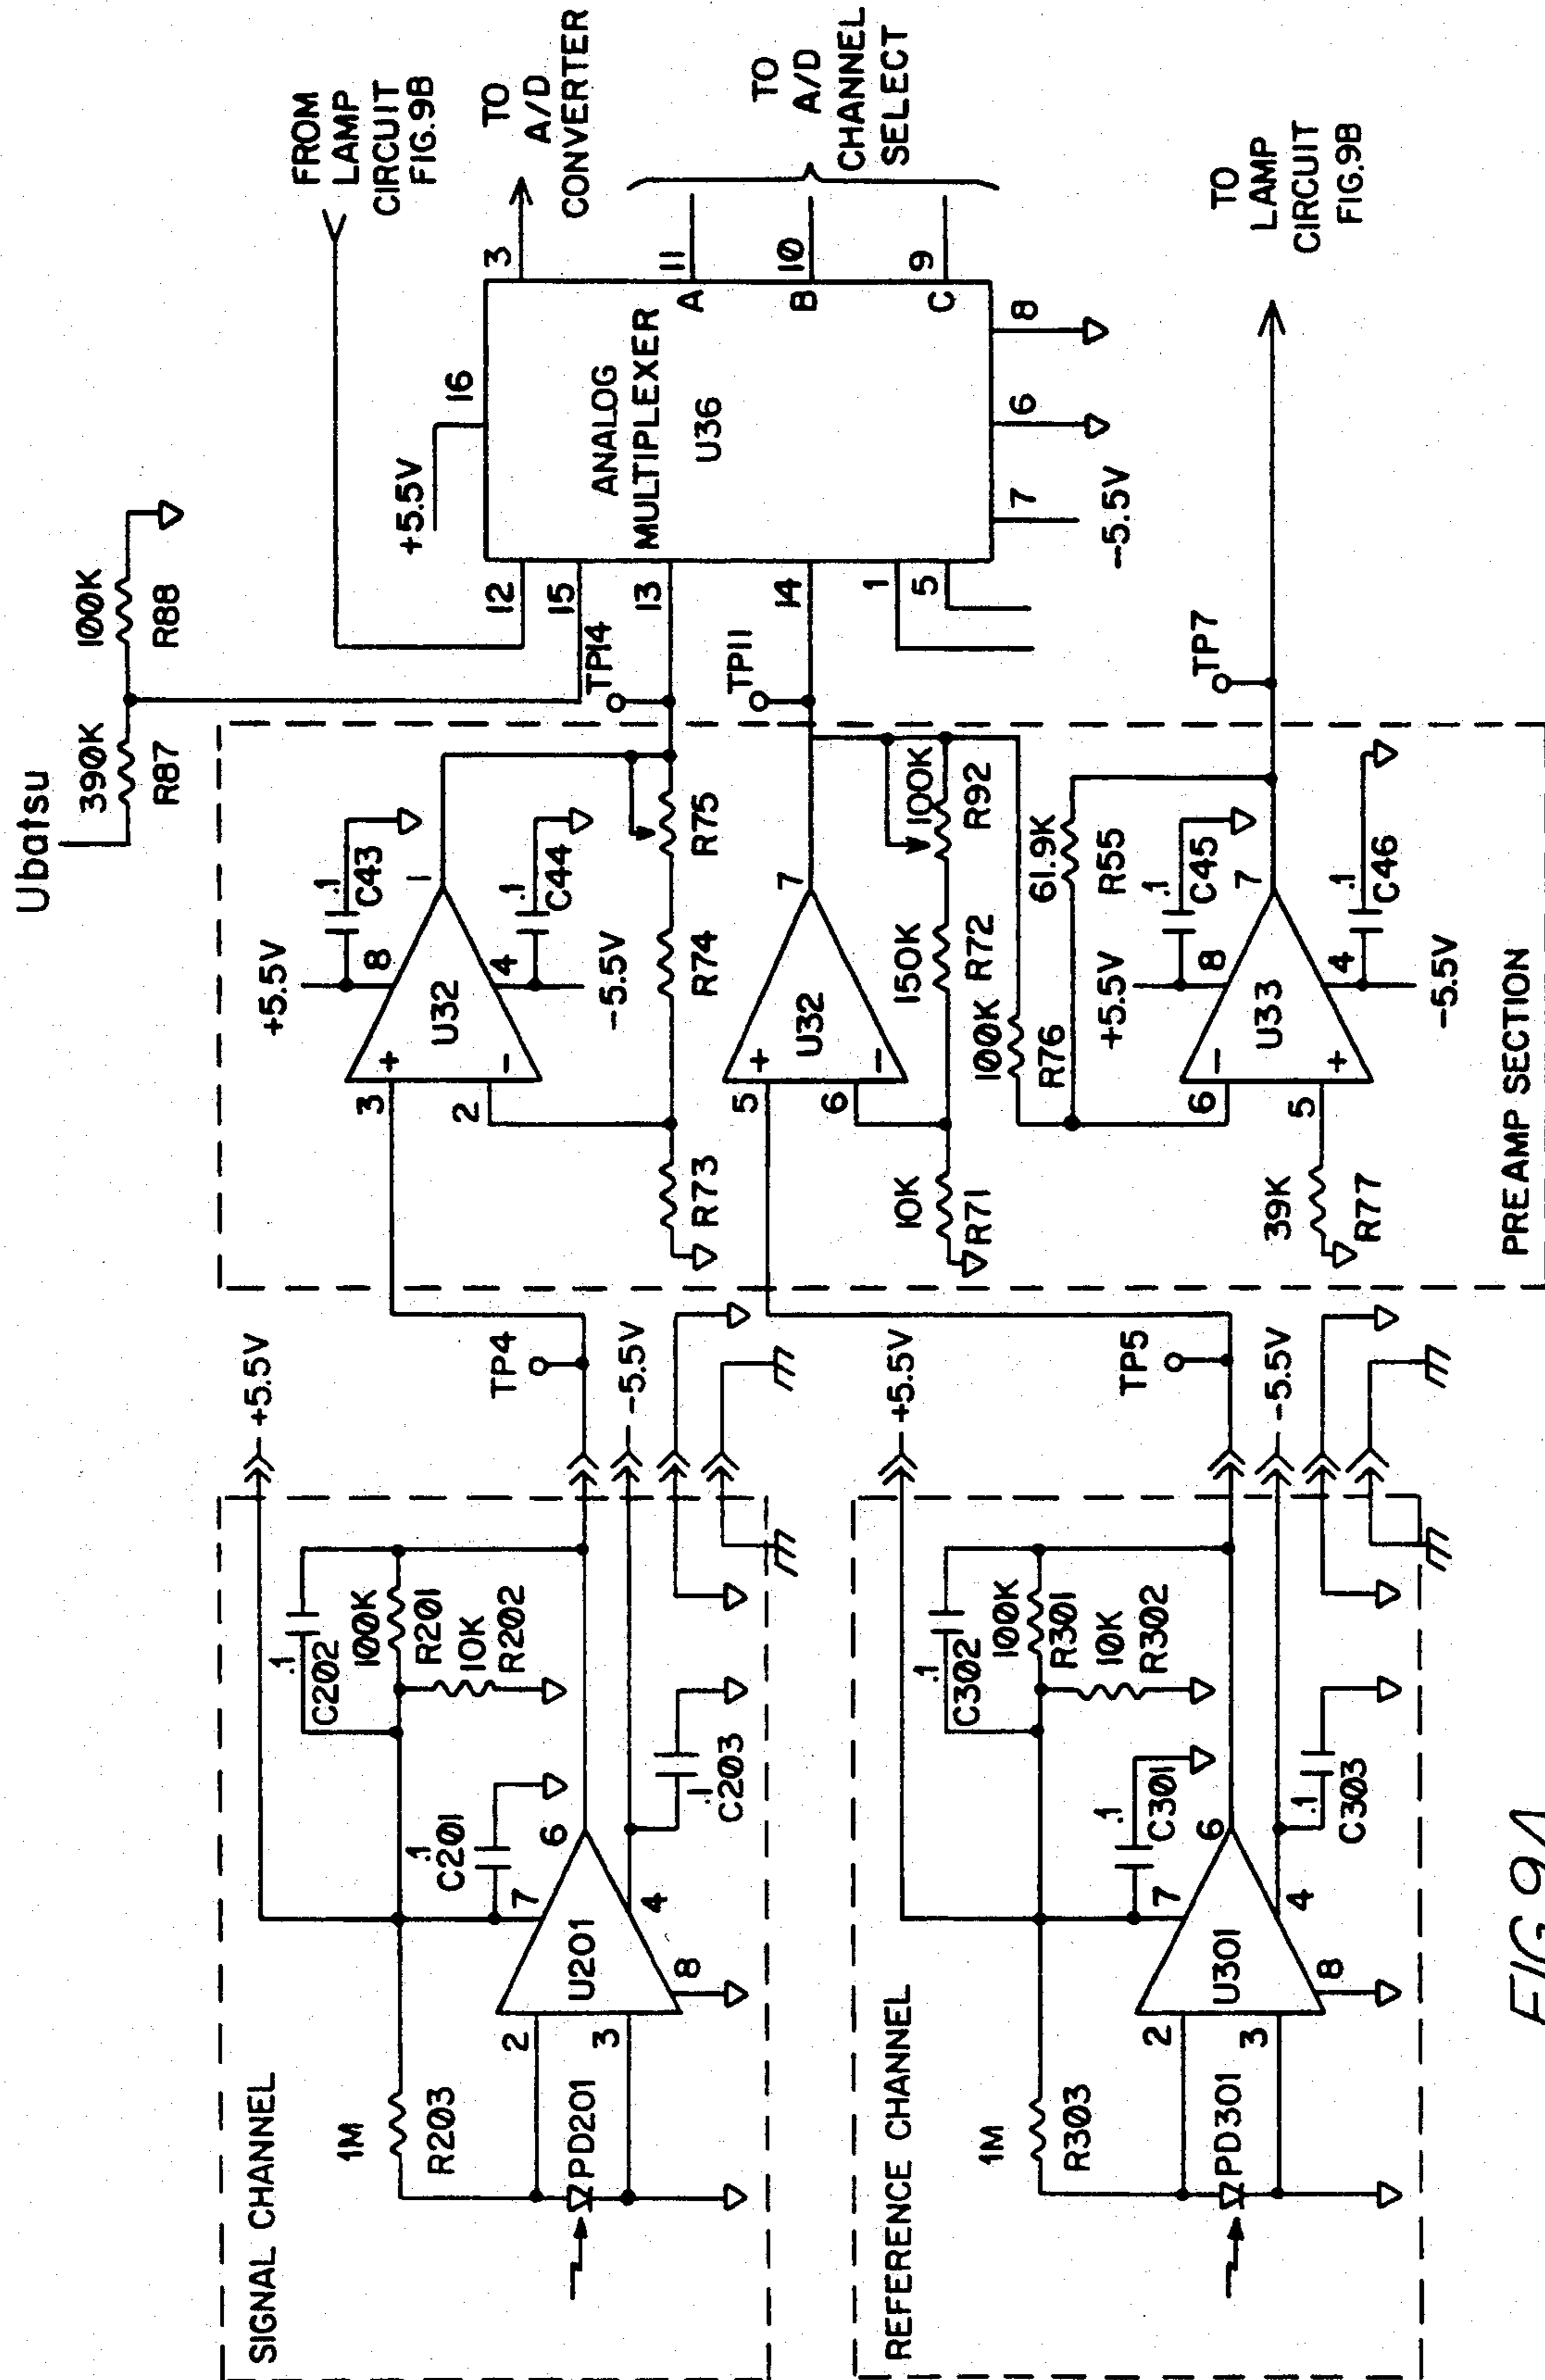 Ubatsu
390K
R87
100K
R88
FROM
LAMP
CIRCUIT
FIG.9B
TO
A/D
CONVERTER
+5.5V
16
12
15
13
14
1
5
ANALOG
MULTIPLEXER
U36
3
11
A
10
B
9
C
TO
A/D
CHANNEL
SELECT
7
6
8
-5.5V
TP14
TP11
TP7
TO
LAMP
CIRCUIT
FIG.9B
+5.5V
.1
C43
8
3
+
U32
1
2
-
4
.1
C44
-5.5V
R73
R74
R75
5
+
U32
7
6
-
10K
R71
150K
R72
100K
R92
100K
R76
61.9K
R55
+5.5V
.1
C45
8
6
-
U33
7
5
+
4
.1
C46
-5.5V
39K
R77
PREAMP SECTION
SIGNAL CHANNEL
+5.5V
.1
C202
100K
R201
10K
R202
1M
R203
.1
C201
7
2
U201
6
3
4
8
PD201
.1
C203
TP4
-5.5V
REFERENCE CHANNEL
+5.5V
.1
C302
100K
R301
10K
R302
1M
R303
.1
C301
7
2
U301
6
3
4
8
PD301
.1
C303
TP5
-5.5V
FIG.9A